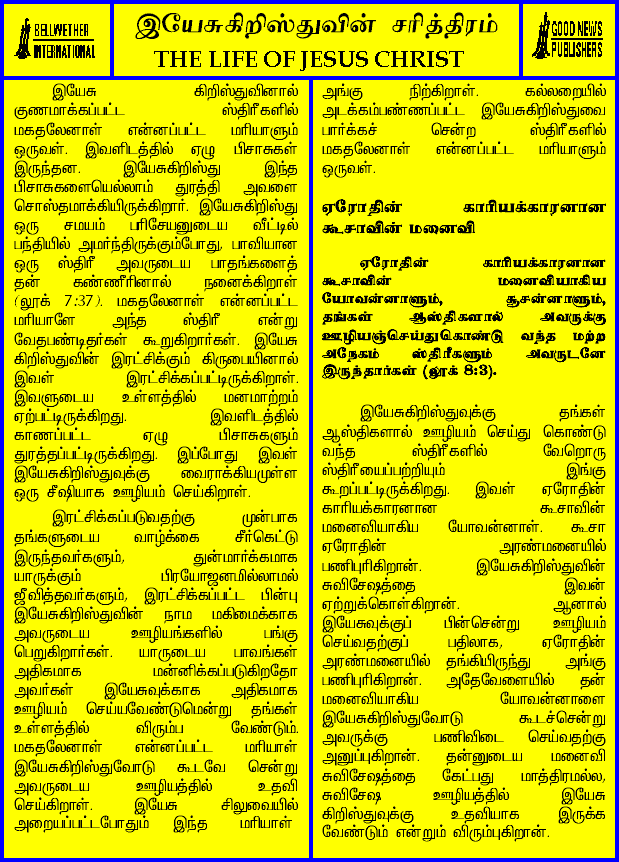 BELLWETHER
INTERNATIONAL
இயேசுகிறிஸ்துவின் சரித்திரம்
THE LIFE OF JESUS CHRIST
GOOD NEWS
PUBLISHERS
இயேசு கிறிஸ்துவினால்
குணமாக்கப்பட்ட ஸ்திரீகளில்
மகதலேனாள் என்னப்பட்ட மரியாளும்
ஒருவள். இவளிடத்தில் ஏழு பிசாசுகள்
இருந்தன. இயேசுகிறிஸ்து இந்த
பிசாசுகளையெல்லாம் துரத்தி அவளை
சொஸ்தமாக்கியிருக்கிறார். இயேசுகிறிஸ்து
ஒரு சமயம் பரிசேயனுடைய வீட்டில்
பந்தியில் அமர்ந்திருக்கும்போது, பாவியான
ஒரு ஸ்திரீ அவருடைய பாதங்களைத்
தன் கண்ணீரினால் நனைக்கிறாள்
(லூக் 7:37). மகதலேனாள் என்னப்பட்ட
மரியாளே அந்த ஸ்திரீ என்று
வேதபண்டிதர்கள் கூறுகிறார்கள். இயேசு
கிறிஸ்துவின் இரட்சிக்கும் கிருபையினால்
இவள் இரட்சிக்கப்பட்டிருக்கிறாள்.
இவளுடைய உள்ளத்தில் மனமாற்றம்
ஏற்பட்டிருக்கிறது. இவளிடத்தில்
காணப்பட்ட ஏழு பிசாசுகளும்
துரத்தப்பட்டிருக்கிறது. இப்போது இவள்
இயேசுகிறிஸ்துவுக்கு வைராக்கியமுள்ள
ஒரு சீஷியாக ஊழியம் செய்கிறாள்.
இரட்சிக்கப்படுவதற்கு முன்பாக
தங்களுடைய வாழ்க்கை சீர்கெட்டு
இருந்தவர்களும், துன்மார்க்கமாக
யாருக்கும் பிரயோஜனமில்லாமல்
ஜீவித்தவர்களும், இரட்சிக்கப்பட்ட பின்பு
இயேசுகிறிஸ்துவின் நாம மகிமைக்காக
அவருடைய ஊழியங்களில் பங்கு
பெறுகிறார்கள். யாருடைய பாவங்கள்
அதிகமாக மன்னிக்கப்படுகிறதோ
அவர்கள் இயேசுவுக்காக அதிகமாக
ஊழியம் செய்யவேண்டுமென்று தங்கள்
உள்ளத்தில் விரும்ப வேண்டும்.
மகதலேனாள் என்னப்பட்ட மரியாள்
இயேசுகிறிஸ்துவோடு கூடவே சென்று
அவருடைய ஊழியத்தில் உதவி
செய்கிறாள். இயேசு சிலுவையில்
அறையப்பட்டபோதும் இந்த மரியாள்
அங்கு நிற்கிறாள். கல்லறையில்
அடக்கம்பண்ணப்பட்ட இயேசுகிறிஸ்துவை
பார்க்கச் சென்ற ஸ்திரீகளில்
மகதலேனாள் என்னப்பட்ட மரியாளும்
ஒருவள்.
ஏரோதின் காரியக்காரனான
கூசாவின் மனைவி
ஏரோதின் காரியக்காரனான
கூசாவின் மனைவியாகிய
யோவன்னாளும், சூசன்னாளும்,
தங்கள் ஆஸ்திகளால் அவருக்கு
ஊழியஞ்செய்துகொண்டு வந்த மற்ற
அநேகம் ஸ்திரீகளும் அவருடனே
இருந்தார்கள் (லூக் 8:3).
இயேசுகிறிஸ்துவுக்கு தங்கள்
ஆஸ்திகளால் ஊழியம் செய்து கொண்டு
வந்த ஸ்திரீகளில் வேறொரு
ஸ்திரீயைப்பற்றியும் இங்கு
கூறப்பட்டிருக்கிறது. இவள் ஏரோதின்
காரியக்காரனான கூசாவின்
மனைவியாகிய யோவன்னாள். கூசா
ஏரோதின் அரண்மனையில்
பணிபுரிகிறான். இயேசுகிறிஸ்துவின்
சுவிசேஷத்தை இவன்
ஏற்றுக்கொள்கிறான். ஆனால்
இயேசுவுக்குப் பின்சென்று ஊழியம்
செய்வதற்குப் பதிலாக, ஏரோதின்
அரண்மனையில் தங்கியிருந்து அங்கு
பணிபுரிகிறான். அதேவேளையில் தன்
மனைவியாகிய யோவன்னாளை
இயேசுகிறிஸ்துவோடு கூடச்சென்று
அவருக்கு பணிவிடை செய்வதற்கு
அனுப்புகிறான். தன்னுடைய மனைவி
சுவிசேஷத்தை கேட்பது மாத்திரமல்ல,
சுவிசேஷ ஊழியத்தில் இயேசு
கிறிஸ்துவுக்கு உதவியாக இருக்க
வேண்டும் என்றும் விரும்புகிறான்.